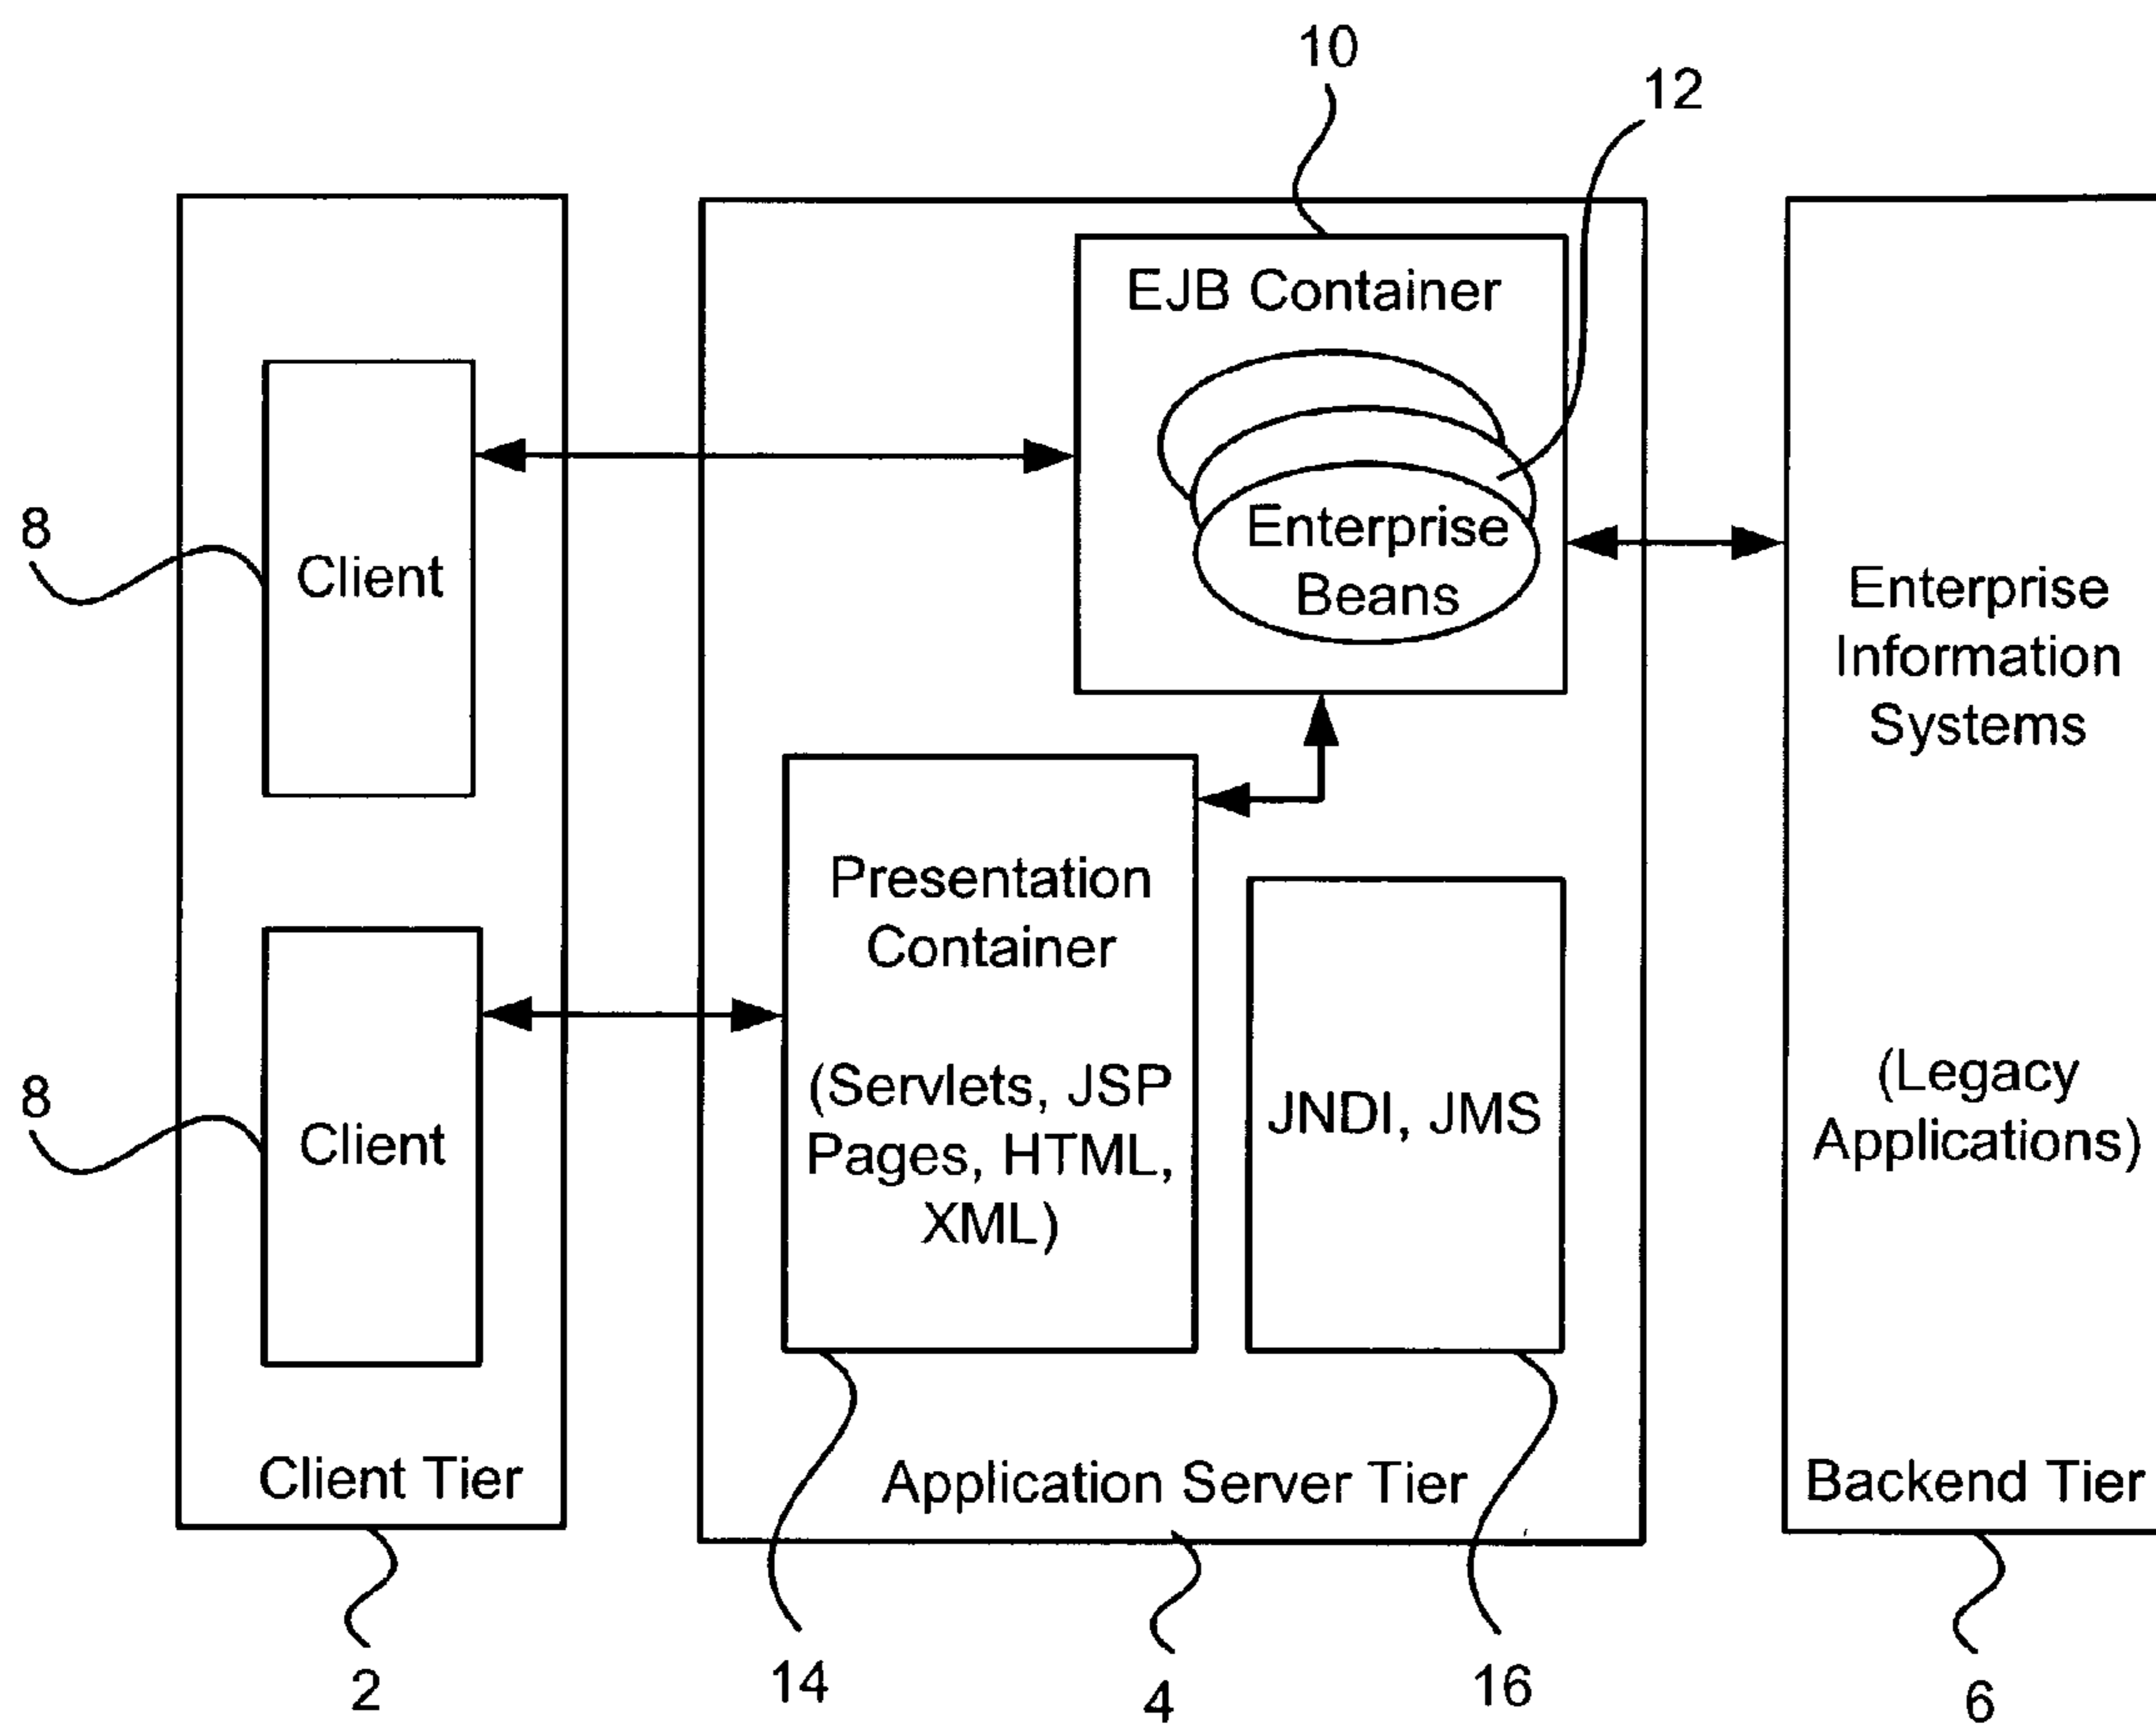 10
12
EJB Container
Enterprise
Beans
8
Client
Enterprise
Information
Systems
Presentation
Container
(Servlets, JSP
Pages, HTML,
XML)
JNDI, JMS
(Legacy
Applications)
8
Client
Client Tier
Application Server Tier
Backend Tier
2
14
4
16
6